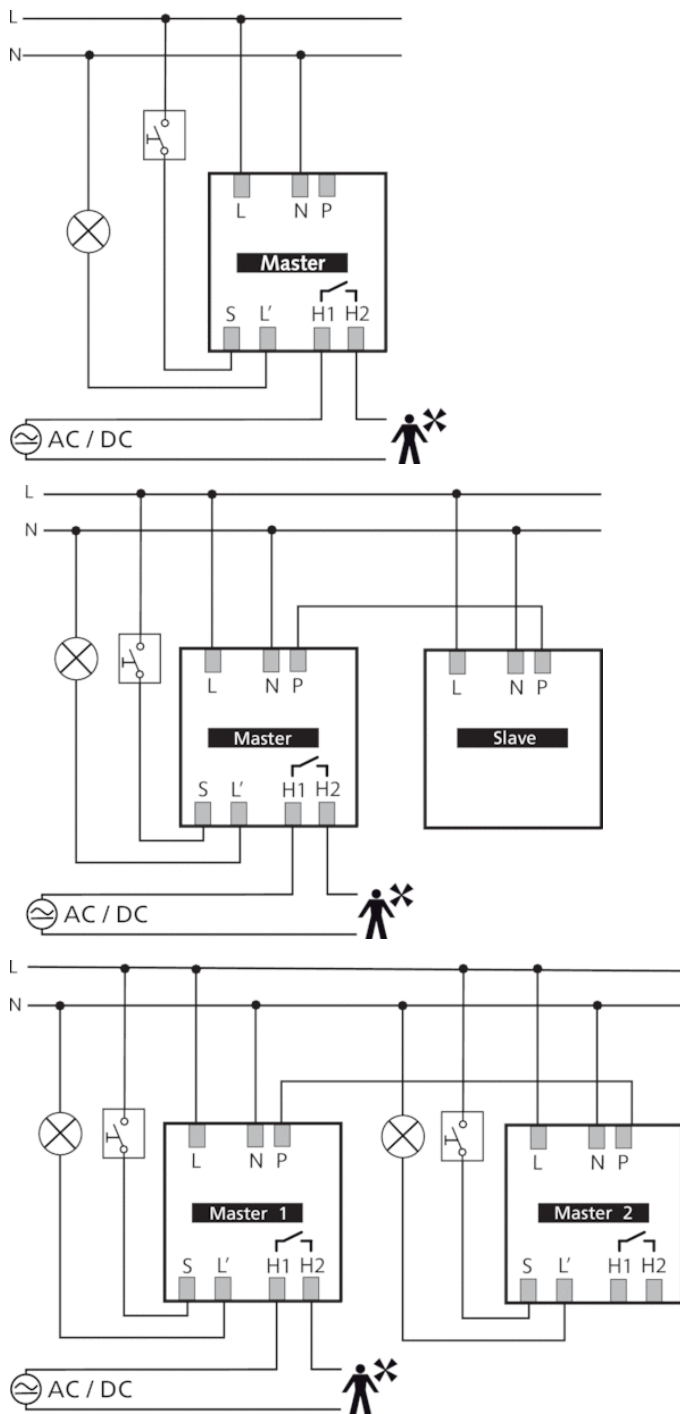 L
N
L N P
Master
S L' H1 H2
AC / DC
L
N
L N P L N P
Master Slave
S L' H1 H2
AC / DC
L
N
L N P L N P
Master 1 Master 2
S L' H1 H2 S L' H1 H2
AC / DC